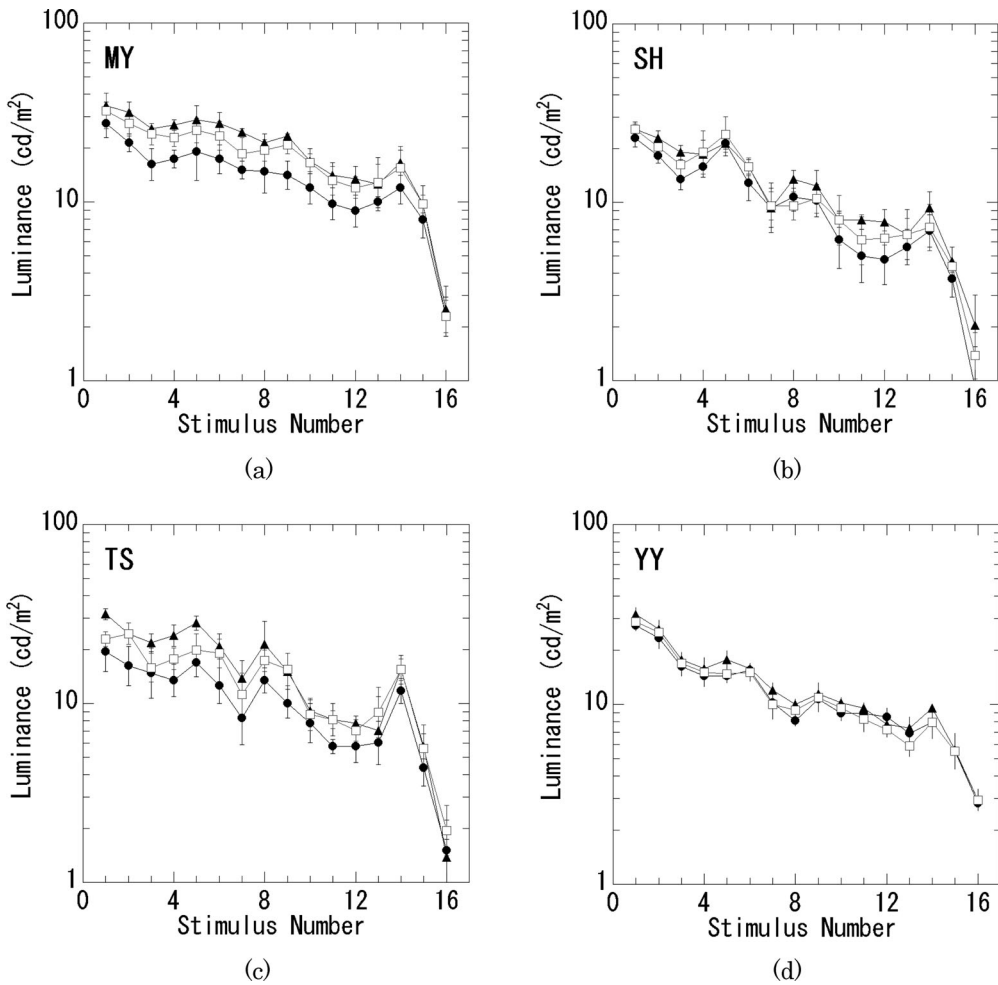 100
MY
Luminance (cd/m²)
10
1
0 4 8 12 16
Stimulus Number
(a)
100
SH
Luminance (cd/m²)
10
1
0 4 8 12 16
Stimulus Number
(b)
100
TS
Luminance (cd/m²)
10
1
0 4 8 12 16
Stimulus Number
(c)
100
YY
Luminance (cd/m²)
10
1
0 4 8 12 16
Stimulus Number
(d)